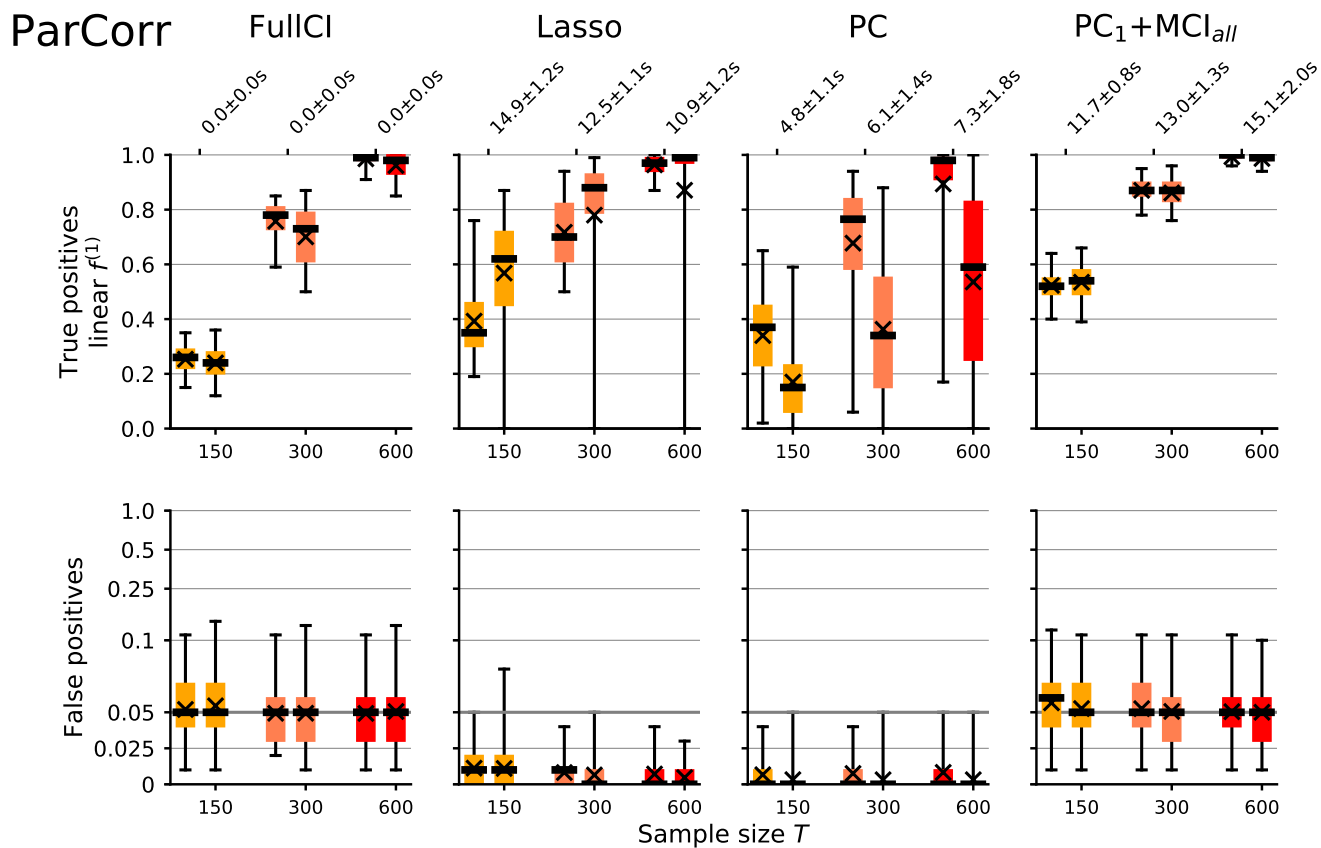 ParCorr FullCI Lasso PC PC₁+MCI_all
0.0±0.0s 0.0±0.0s 0.0±0.0s 14.9±1.2s 12.5±1.1s 10.9±1.2s 4.8±1.1s 6.1±1.4s 7.3±1.8s 11.7±0.8s 13.0±1.3s 15.1±2.0s
True positives
linear f⁽¹⁾
1.0
0.8
0.6
0.4
0.2
0.0
150 300 600 150 300 600 150 300 600 150 300 600
False positives
1.0
0.5
0.25
0.1
0.05
0.025
0
150 300 600 150 300 600 150 300 600 150 300 600
Sample size T